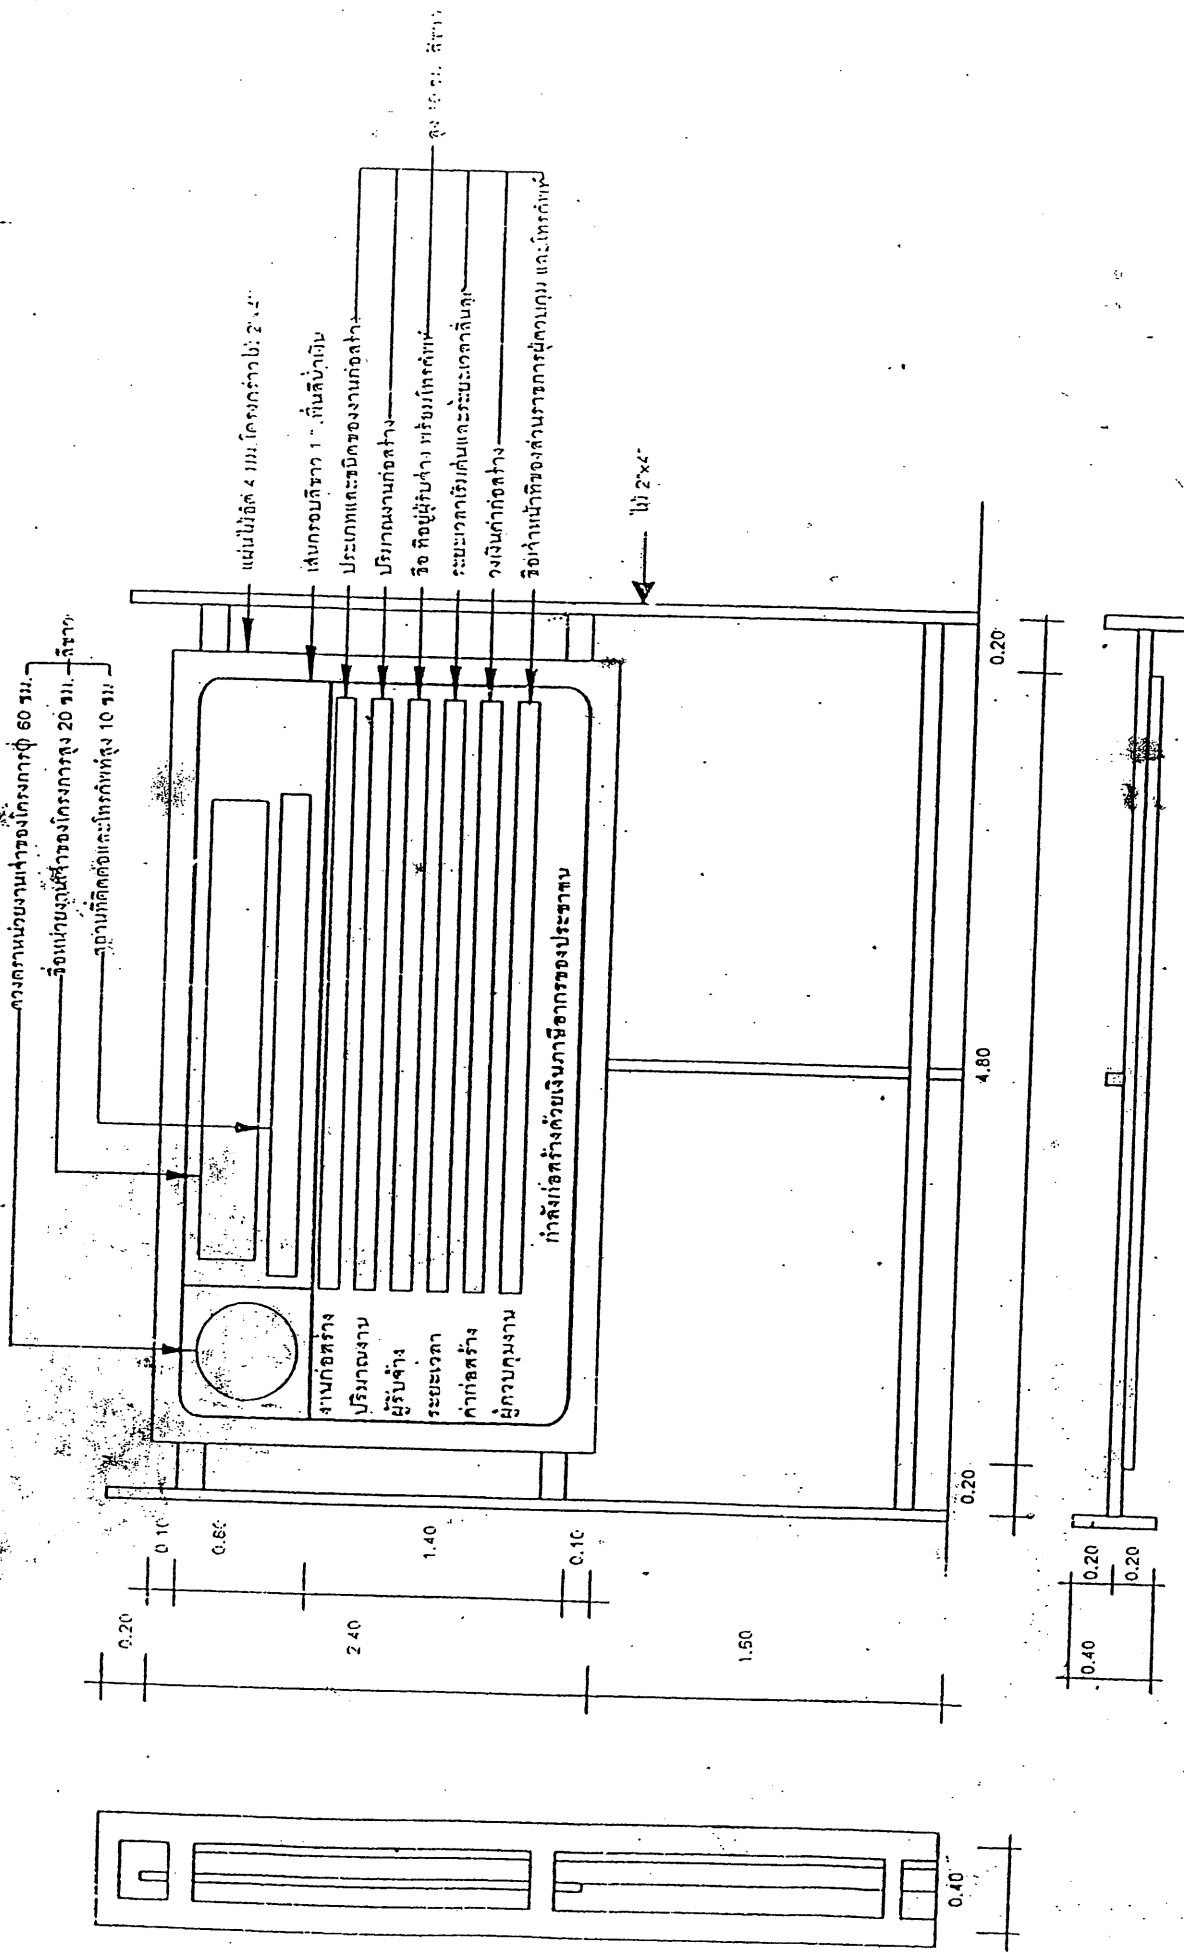 ดวงตราหน่วยงานเจ้าของโครงการ ϕ 60 ซม.
ชื่อหน่วยงานเจ้าของโครงการสูง 20 ซม. สีขาว
สถานที่ติดต่อและโทรศัพท์สูง 10 ซม
แผ่นไม้อัด 4 มม. โครงคร่าวไม้ 2"x4"
เส้นกรอบสีขาว 1" พื้นสีน้ำเงิน
ประเภทและชนิดของงานก่อสร้าง
ปริมาณงานก่อสร้าง
ชื่อ ที่อยู่ผู้รับจ้าง พร้อมโทรศัพท์
สูง 10 ซม. สีขาว
ระยะเวลาเริ่มต้นและระยะเวลาสิ้นสุด
วงเงินค่าก่อสร้าง
ชื่อเจ้าหน้าที่ของส่วนราชการผู้ควบคุม และโทรศัพท์
ไม้ 2"x4"
งานก่อสร้าง
ปริมาณงาน
ผู้รับจ้าง
ระยะเวลา
ค่าก่อสร้าง
ผู้ควบคุมงาน
กำลังก่อสร้างด้วยเงินภาษีอากรของประชาชน
0.20
0.10
0.80
2.40
1.40
0.10
1.60
0.20
4.80
0.20
0.40
0.20
0.20
0.40